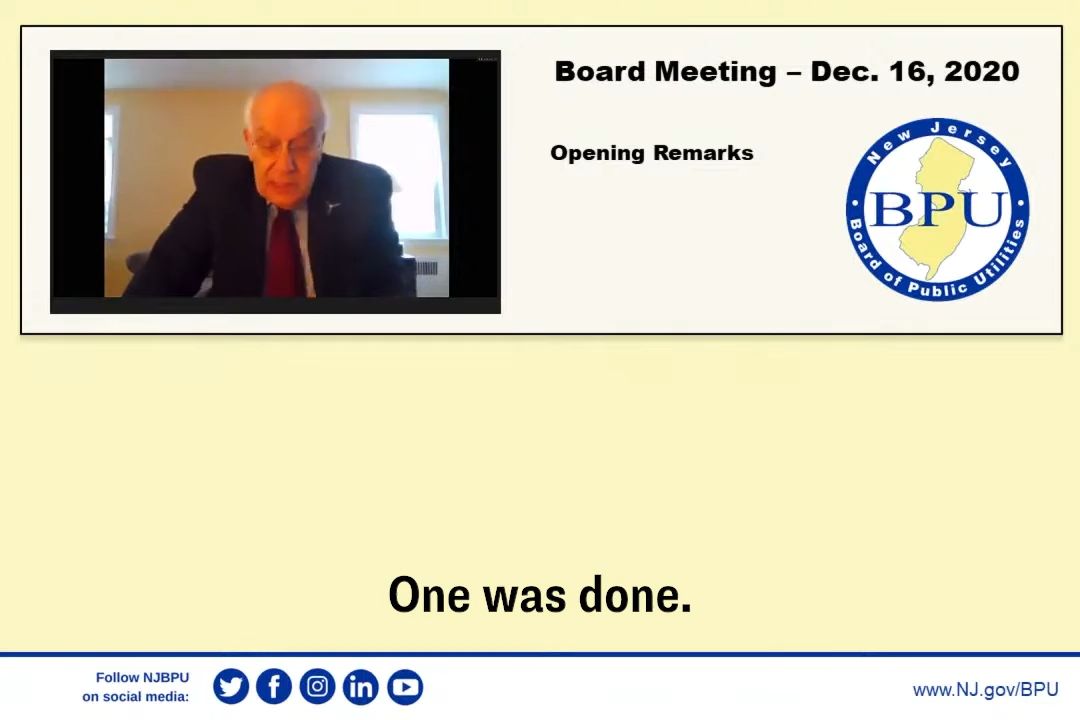 Board Meeting – Dec. 16, 2020
Opening Remarks
New Jersey
BPU
Board of Public Utilities
One was done.
Follow NJBPU
on social media:
www.NJ.gov/BPU